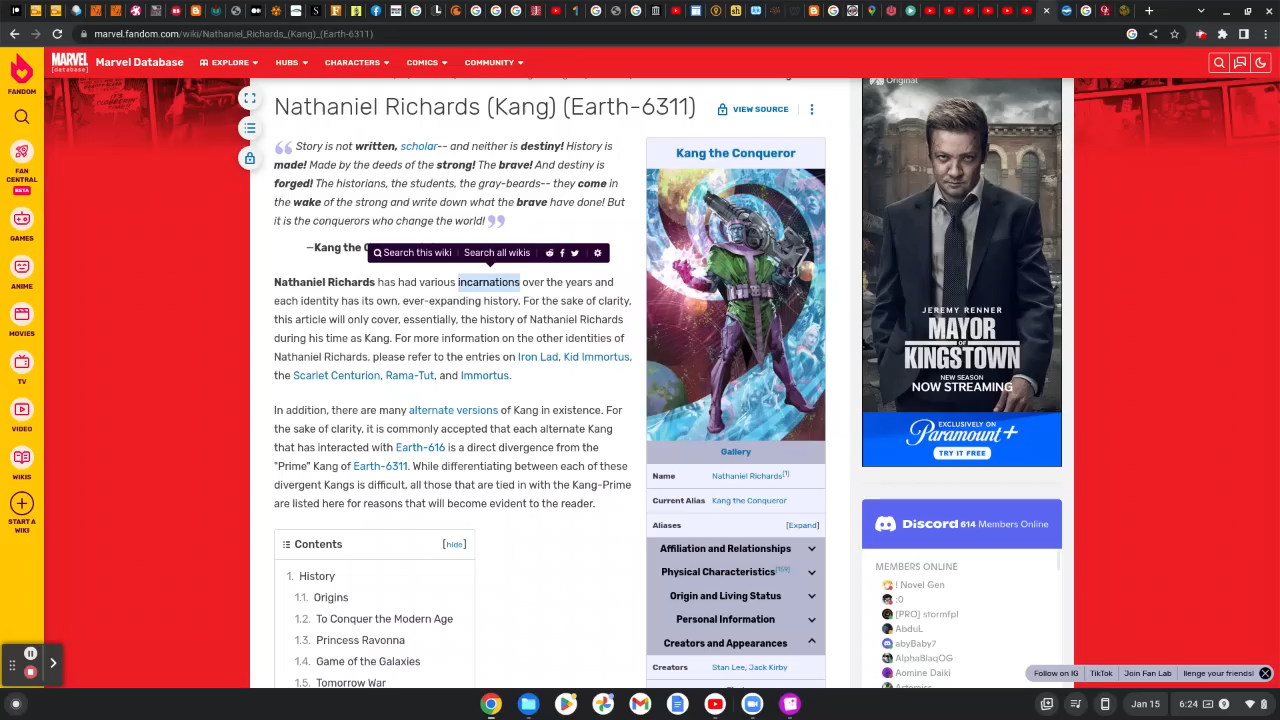 marvel.fandom.com/wiki/Nathaniel_Richards_(Kang)_(Earth-6311)
FANDOM
MARVEL
[database]
Marvel Database
EXPLORE
HUBS
CHARACTERS
COMICS
COMMUNITY
FAN
CENTRAL
BETA
GAMES
ANIME
MOVIES
TV
VIDEO
WIKIS
START A
WIKI
Nathaniel Richards (Kang) (Earth-6311)
VIEW SOURCE
Story is not written, scholar-- and neither is destiny! History is
made! Made by the deeds of the strong! The brave! And destiny is
forged! The historians, the students, the gray-beards-- they come in
the wake of the strong and write down what the brave have done! But
it is the conquerors who change the world!
—Kang the C
Search this wiki
Search all wikis
Nathaniel Richards has had various incarnations over the years and
each identity has its own, ever-expanding history. For the sake of clarity,
this article will only cover, essentially, the history of Nathaniel Richards
during his time as Kang. For more information on the other identities of
Nathaniel Richards, please refer to the entries on Iron Lad, Kid Immortus,
the Scarlet Centurion, Rama-Tut, and Immortus.
In addition, there are many alternate versions of Kang in existence. For
the sake of clarity, it is commonly accepted that each alternate Kang
that has interacted with Earth-616 is a direct divergence from the
"Prime" Kang of Earth-6311. While differentiating between each of these
divergent Kangs is difficult, all those that are tied in with the Kang-Prime
are listed here for reasons that will become evident to the reader.
Contents [hide]
1. History
1.1. Origins
1.2. To Conquer the Modern Age
1.3. Princess Ravonna
1.4. Game of the Galaxies
1.5. Tomorrow War
Kang the Conqueror
Gallery
Name Nathaniel Richards[1]
Current Alias Kang the Conqueror
Aliases [Expand]
Affiliation and Relationships
Physical Characteristics[159]
Origin and Living Status
Personal Information
Creators and Appearances
Creators Stan Lee, Jack Kirby
Original
JEREMY RENNER
MAYOR
OF
KINGSTOWN
NEW SEASON
NOW STREAMING
EXCLUSIVELY ON
Paramount+
TRY IT FREE
Discord 614 Members Online
MEMBERS ONLINE
! Novel Gen
;0
[PRO] stormfpl
AbduL
abyBaby7
AlphaBlaqOG
Aomine Daiki
Follow on IG
TikTok
Join Fan Lab
llenge your friends!
Jan 15
6:24